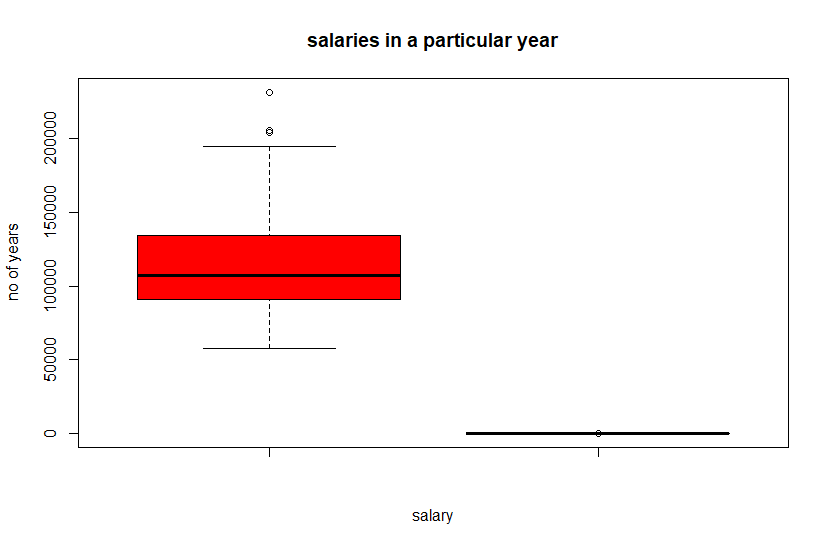 salaries in a particular year
no of years
200000
150000
100000
50000
0
salary